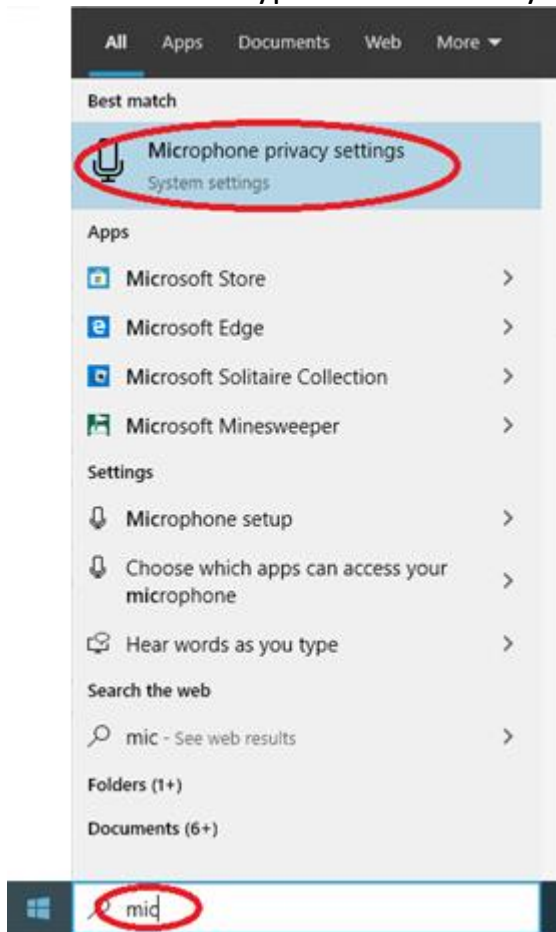 All Apps Documents Web More
Best match
Microphone privacy settings
System settings
Apps
Microsoft Store
Microsoft Edge
Microsoft Solitaire Collection
Microsoft Minesweeper
Settings
Microphone setup
Choose which apps can access your
microphone
Hear words as you type
Search the web
mic - See web results
Folders (1+)
Documents (6+)
mic